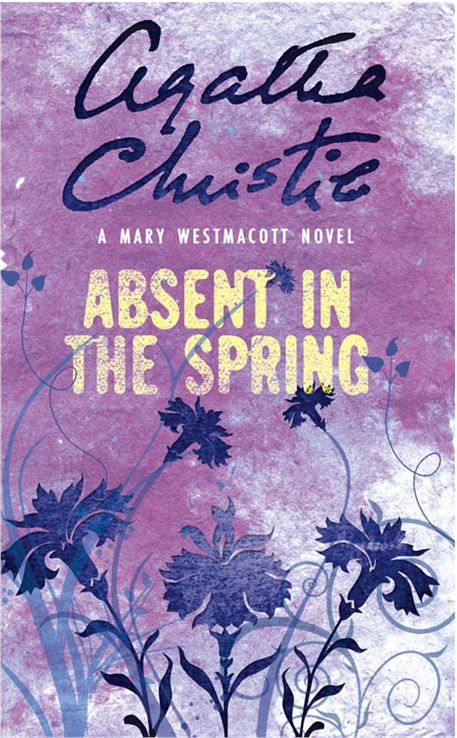 Agatha
Christie
A MARY WESTMACOTT NOVEL
ABSENT IN
THE SPRING